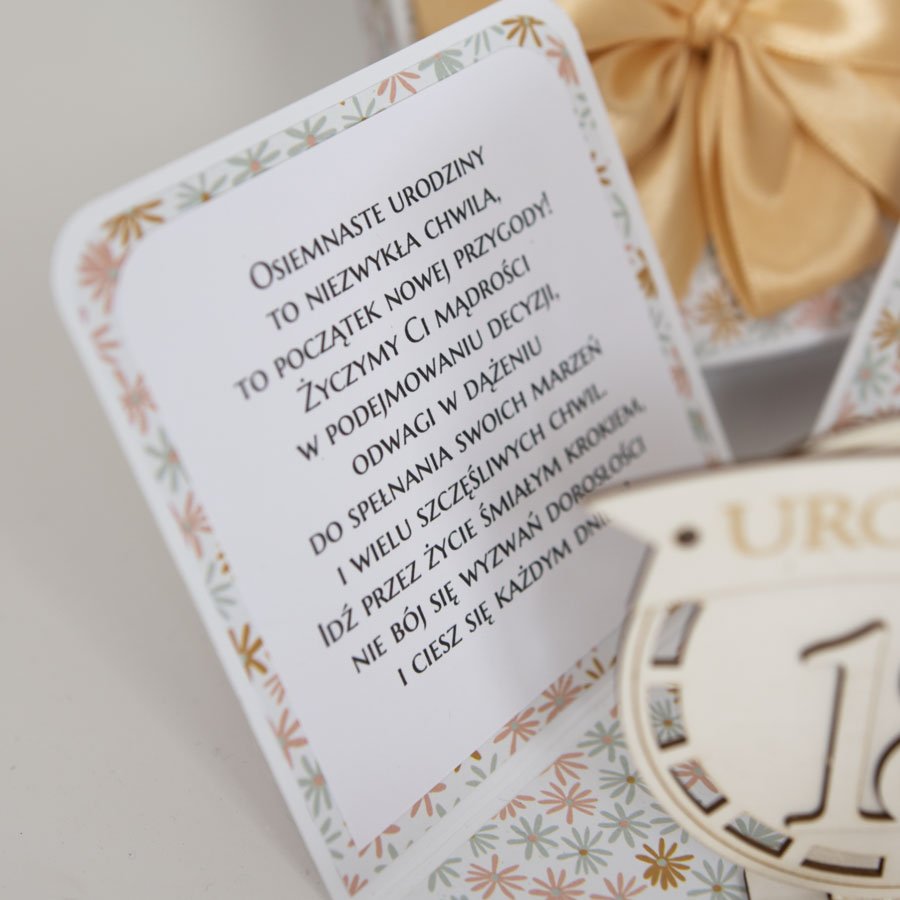 Osiemnaste urodziny
to niezwykła chwila,
to początek nowej przygody!
Życzymy Ci mądrości
w podejmowaniu decyzji,
odwagi w dążeniu
do spełnania swoich marzeń
i wielu szczęśliwych chwil.
Idź przez życie śmiałym krokiem,
nie bój się wyzwań dorosłości
i ciesz się każdym
18